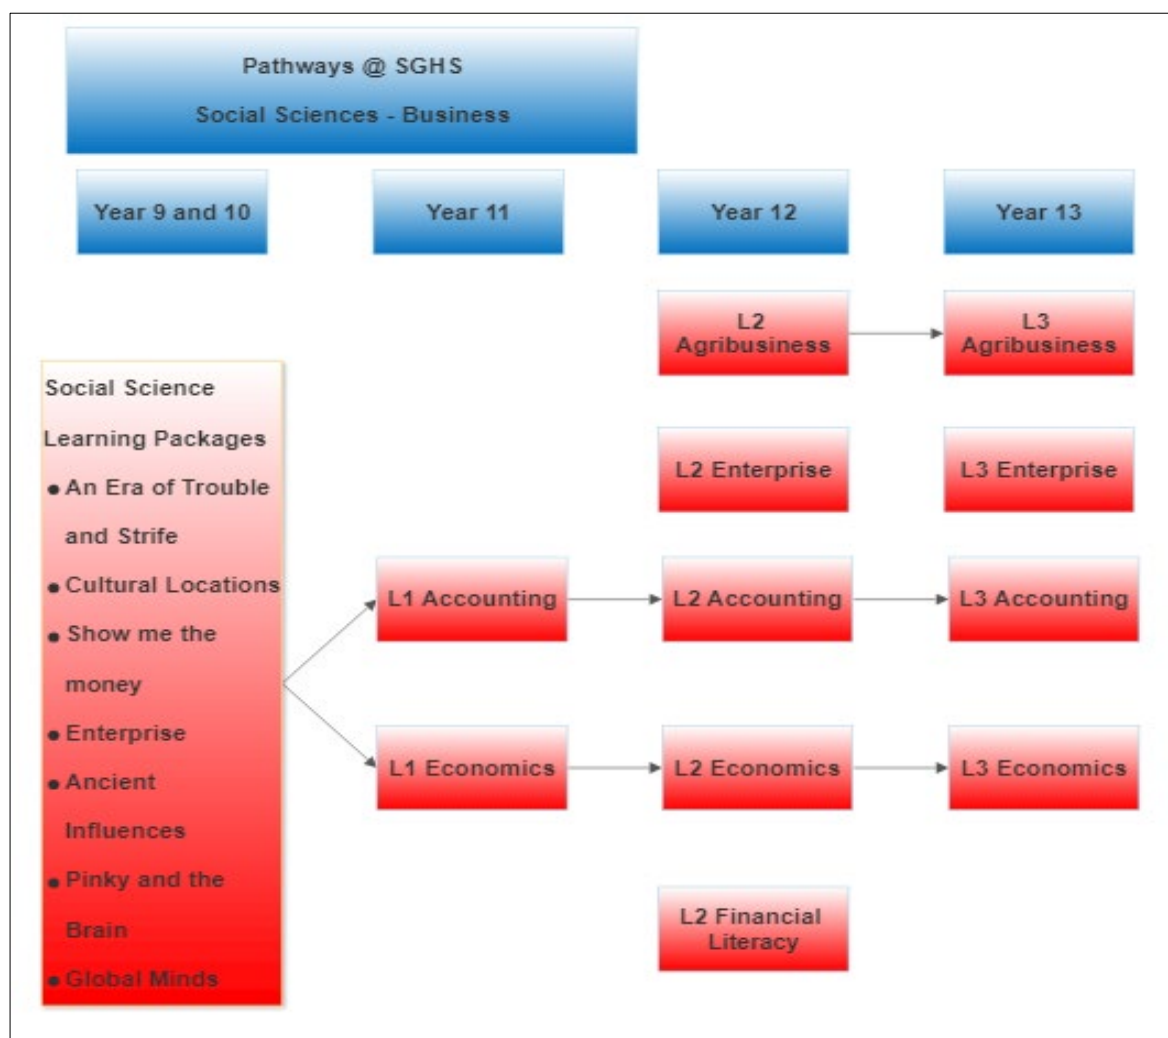 Pathways @ SGHS
Social Sciences - Business
Year 9 and 10
Year 11
Year 12
Year 13
L2
Agribusiness
L3
Agribusiness
Social Science
Learning Packages
• An Era of Trouble
and Strife
• Cultural Locations
• Show me the
money
• Enterprise
• Ancient
Influences
• Pinky and the
Brain
• Global Minds
L2 Enterprise
L3 Enterprise
L1 Accounting
L2 Accounting
L3 Accounting
L1 Economics
L2 Economics
L3 Economics
L2 Financial
Literacy